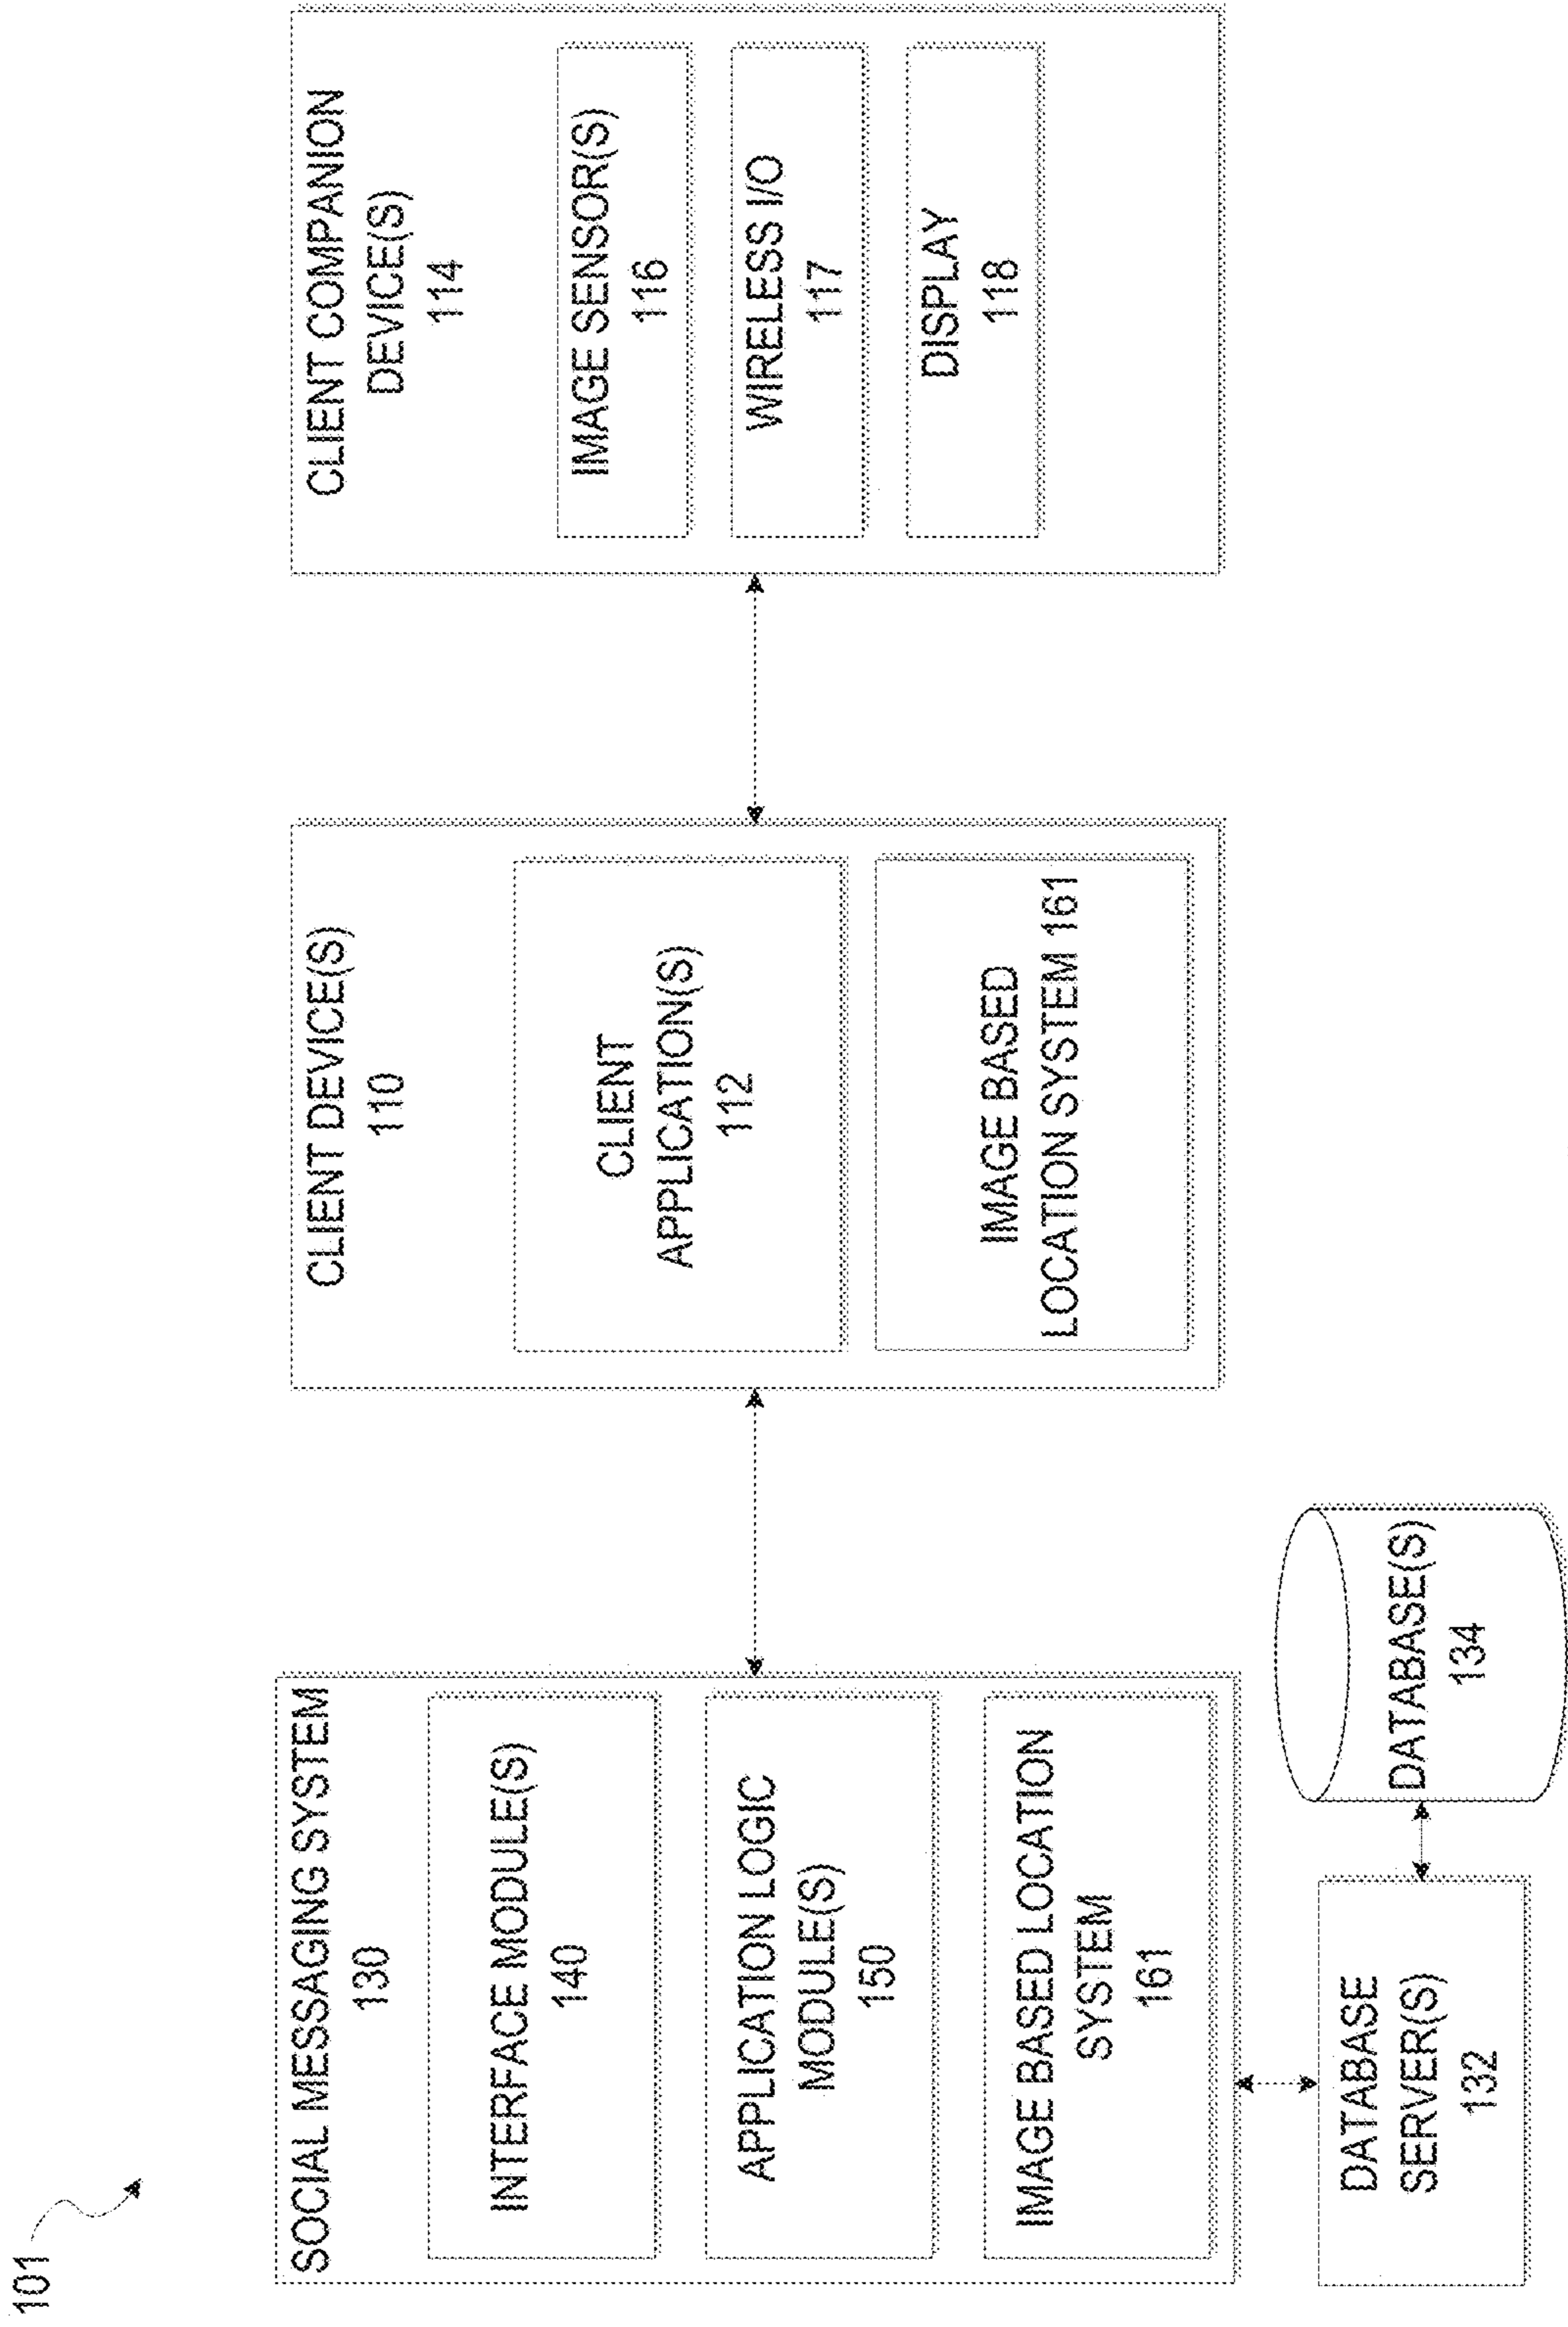 101
SOCIAL MESSAGING SYSTEM
130
INTERFACE MODULE(S)
140
APPLICATION LOGIC
MODULE(S)
150
IMAGE BASED LOCATION
SYSTEM
161
DATABASE
SERVER(S)
132
DATABASE(S)
134
CLIENT DEVICE(S)
110
CLIENT
APPLICATION(S)
112
IMAGE BASED
LOCATION SYSTEM 161
CLIENT COMPANION
DEVICE(S)
114
IMAGE SENSOR(S)
116
WIRELESS I/O
117
DISPLAY
118